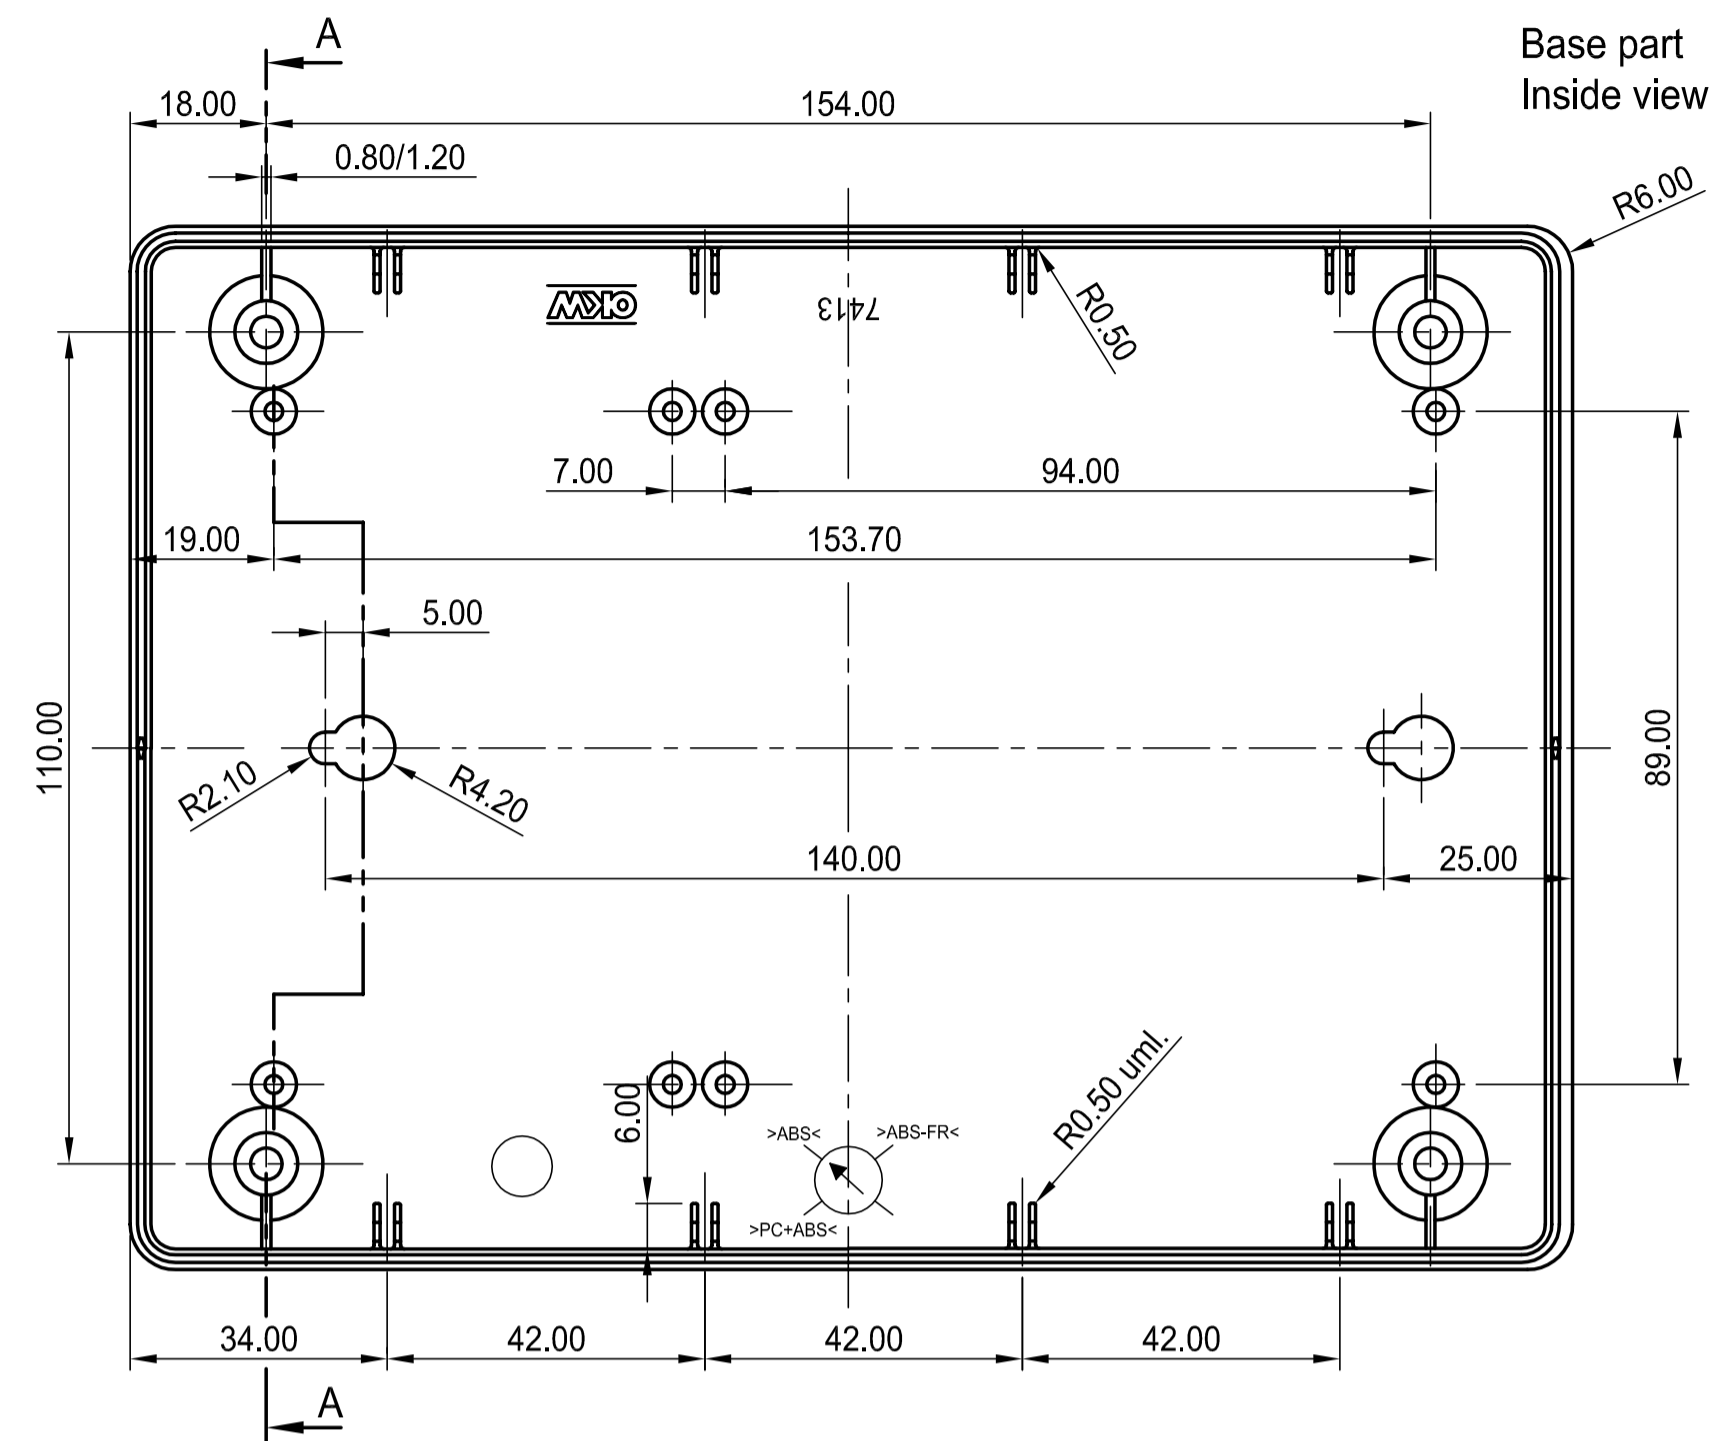 A
Base part
Inside view
18.00
154.00
0.80/1.20
R6.00
OKW
7413
R0.50
7.00
94.00
19.00
153.70
5.00
110.00
89.00
R2.10
R4.20
140.00
25.00
6.00
R0.50 uml.
>ABS<
>ABS-FR<
>PC+ABS<
34.00
42.00
42.00
42.00
A